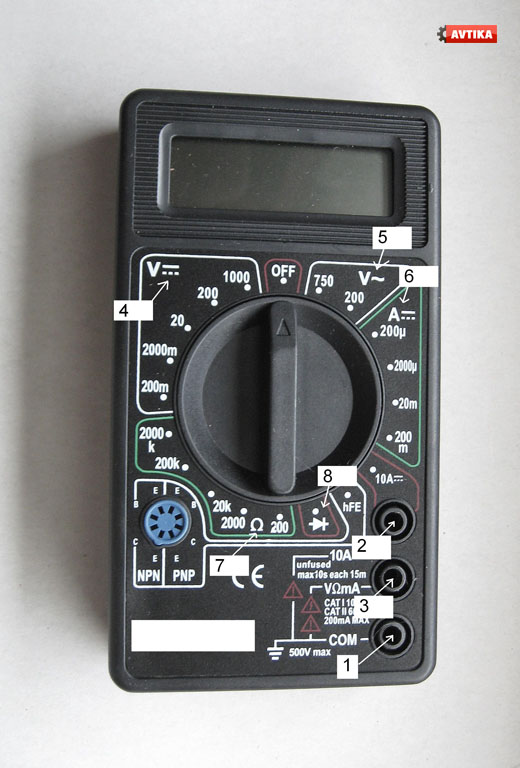 AVTIKA
5
6
4
V⎓
1000
OFF
750
V~
200
200
A⎓
20
200µ
2000m
2000µ
200m
20m
2000
k
200
m
200k
8
10A⎓
20k
hFE
2000
Ω
200
E E
B B
C C
E
NPN PNP
7
2
CE
10A
unfused
max10s each 15m
VΩmA
3
CAT I 10
CAT II 60
200mA MAX
COM
500V max
1